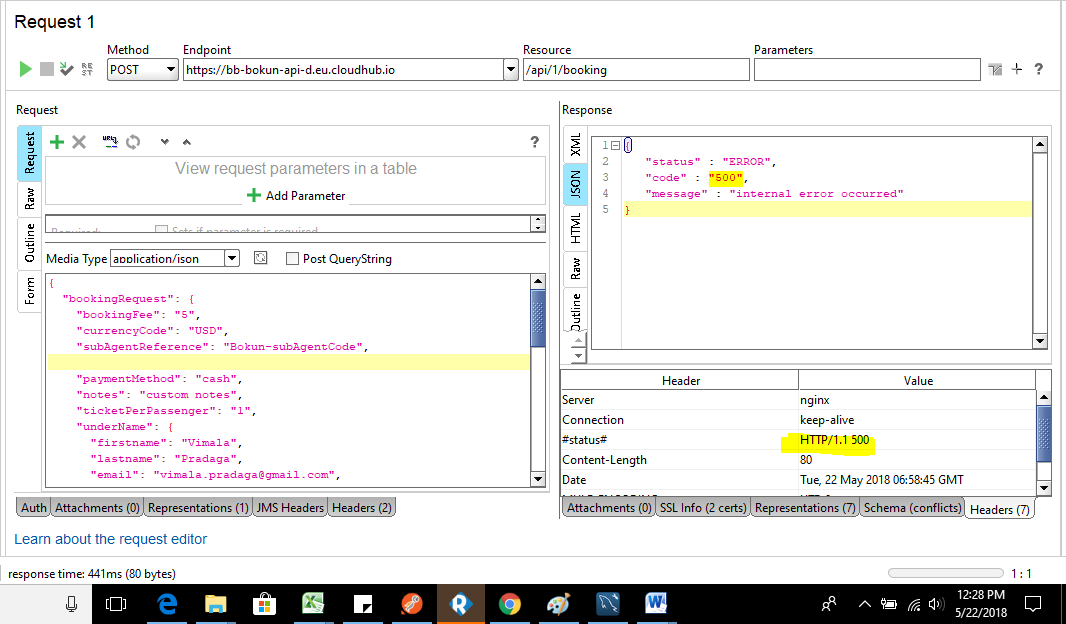 Request 1
Method Endpoint Resource Parameters
POST https://bb-bokun-api-d.eu.cloudhub.io /api/1/booking
Request
Response
View request parameters in a table
Add Parameter
Required: Sets if parameter is required
Media Type application/json Post QueryString
{
"bookingRequest": {
"bookingFee": "5",
"currencyCode": "USD",
"subAgentReference": "Bokun-subAgentCode",
"paymentMethod": "cash",
"notes": "custom notes",
"ticketPerPassenger": "1",
"underName": {
"firstname": "Vimala",
"lastname": "Pradaga",
"email": "vimala.pradaga@gmail.com",
Request
Raw
Outline
Form
Auth Attachments (0) Representations (1) JMS Headers Headers (2)
XML
JSON
HTML
Raw
Outline
1 {
2 "status" : "ERROR",
3 "code" : "500",
4 "message" : "internal error occurred"
5 }
Header Value
Server nginx
Connection keep-alive
#status# HTTP/1.1 500
Content-Length 80
Date Tue, 22 May 2018 06:58:45 GMT
Attachments (0) SSL Info (2 certs) Representations (7) Schema (conflicts) Headers (7)
Learn about the request editor
response time: 441ms (80 bytes) 1 : 1
12:28 PM
5/22/2018